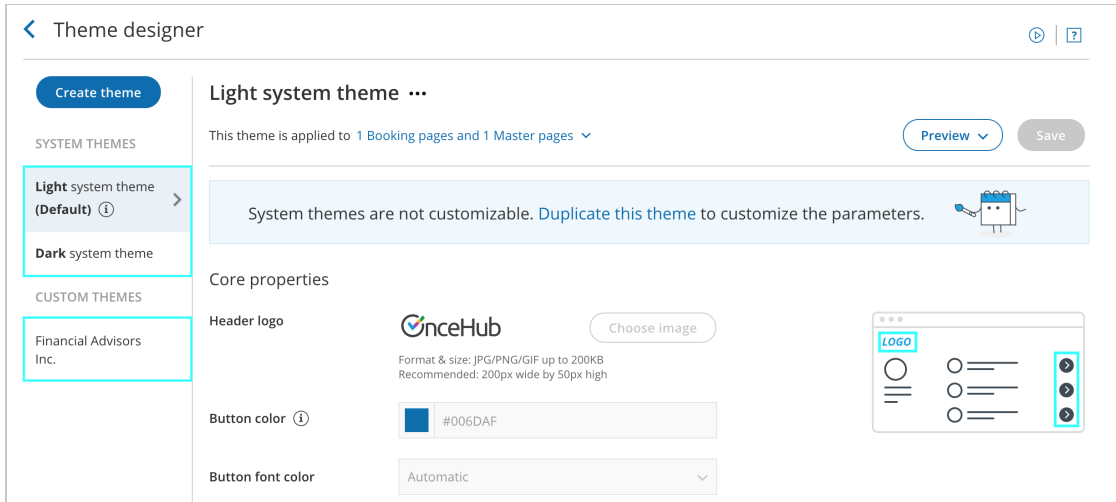 Theme designer
?
Create theme
SYSTEM THEMES
Light system theme
(Default) i
Dark system theme
CUSTOM THEMES
Financial Advisors
Inc.
Light system theme •••
This theme is applied to 1 Booking pages and 1 Master pages
Preview
Save
System themes are not customizable. Duplicate this theme to customize the parameters.
Core properties
Header logo
OnceHub
Choose image
Format & size: JPG/PNG/GIF up to 200KB
Recommended: 200px wide by 50px high
LOGO
Button color i
#006DAF
Button font color
Automatic